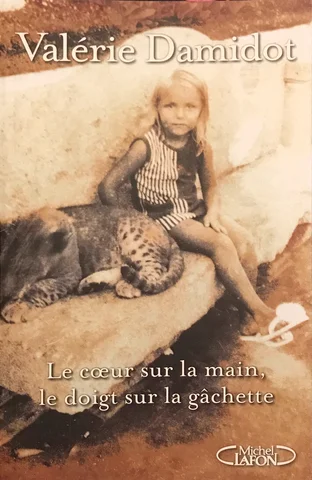 Valérie Damidot
Le cœur sur la main,
le doigt sur la gâchette
Michel
LAFON